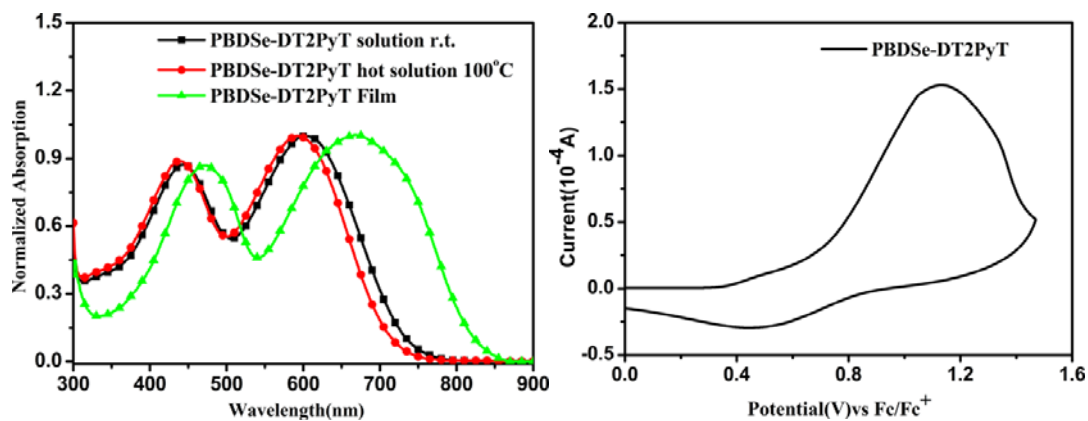 1.5
1.2
0.9
0.6
0.3
0.0
Normalized Absorption
PBDSe-DT2PyT solution r.t.
PBDSe-DT2PyT hot solution 100°C
PBDSe-DT2PyT Film
300 400 500 600 700 800 900
Wavelength(nm)
2.0
1.5
1.0
0.5
0.0
-0.5
Current(10⁻⁴A)
PBDSe-DT2PyT
0.0 0.4 0.8 1.2 1.6
Potential(V)vs Fc/Fc⁺